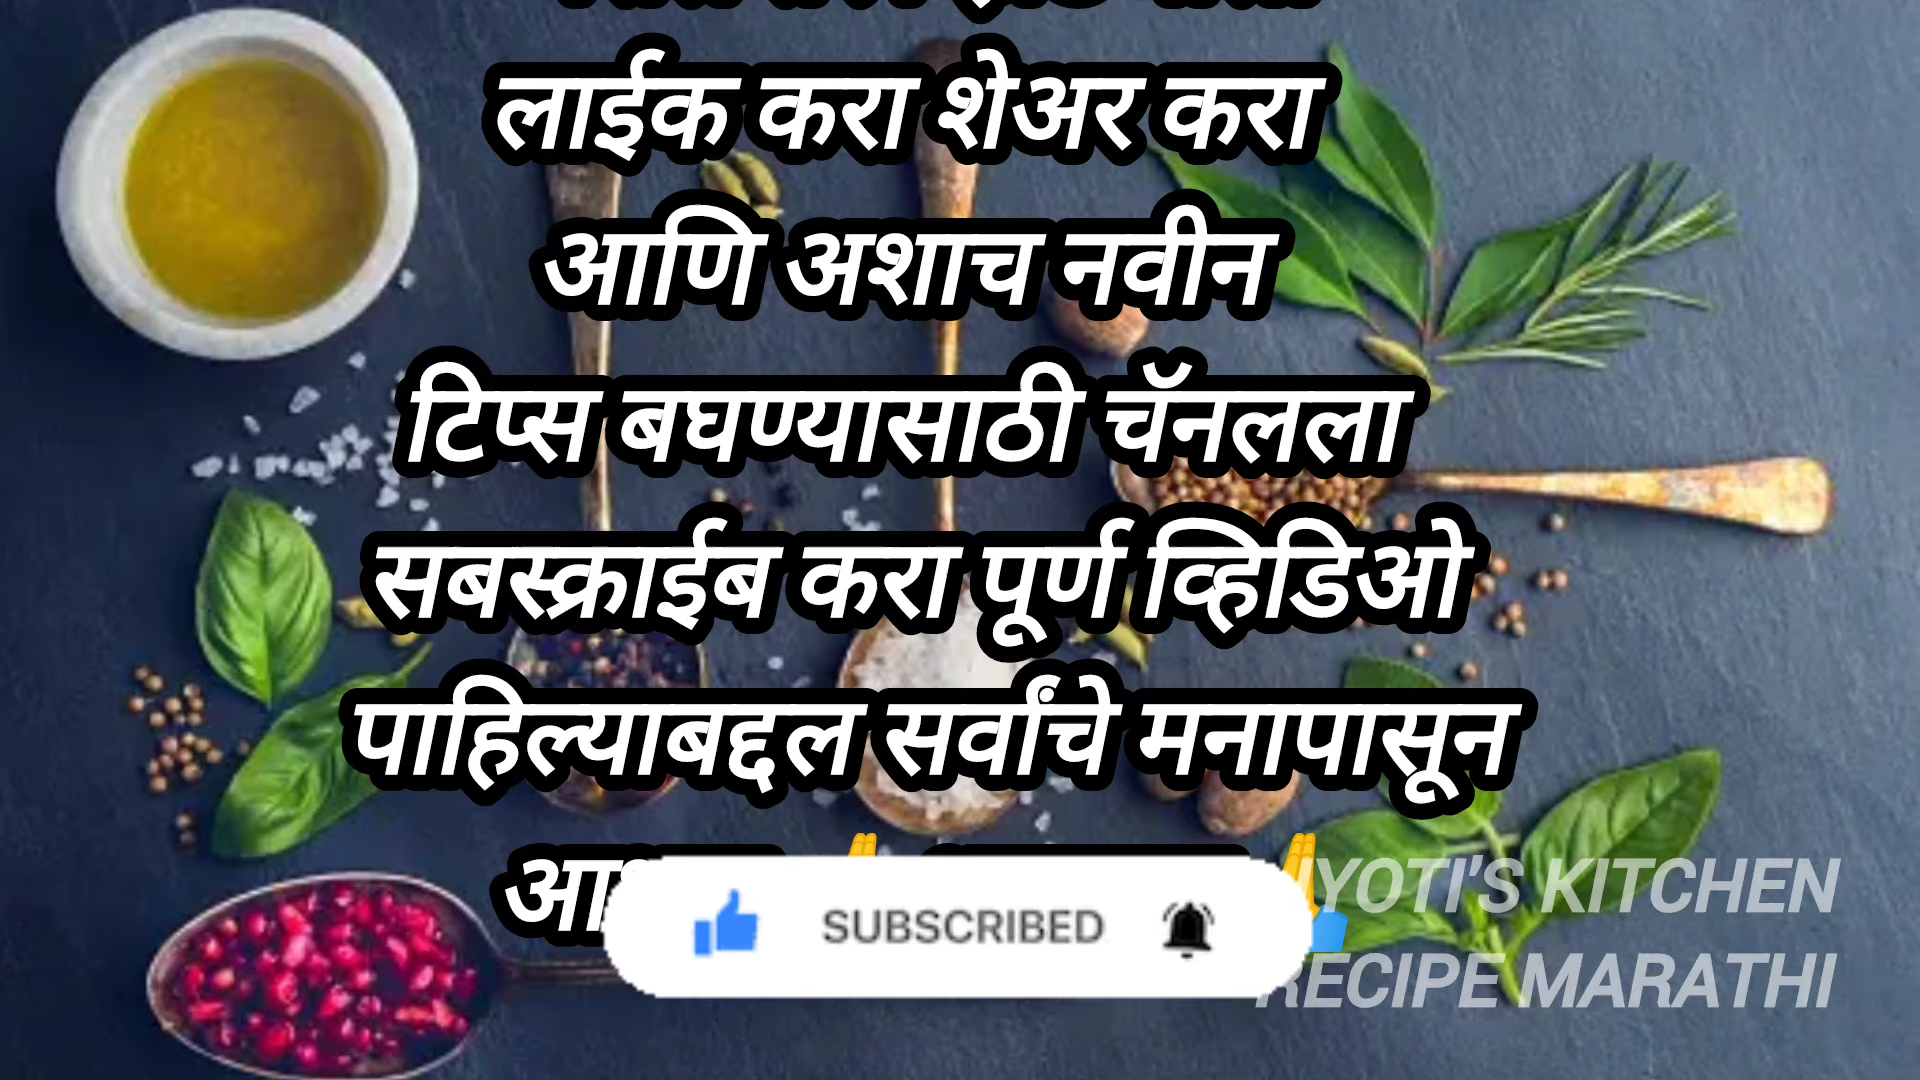 लाईक करा शेअर करा
आणि अशाच नवीन
टिप्स बघण्यासाठी चॅनलला
सबस्क्राईब करा पूर्ण व्हिडिओ
पाहिल्याबद्दल सर्वांचे मनापासून
SUBSCRIBED
JYOTI'S KITCHEN
RECIPE MARATHI